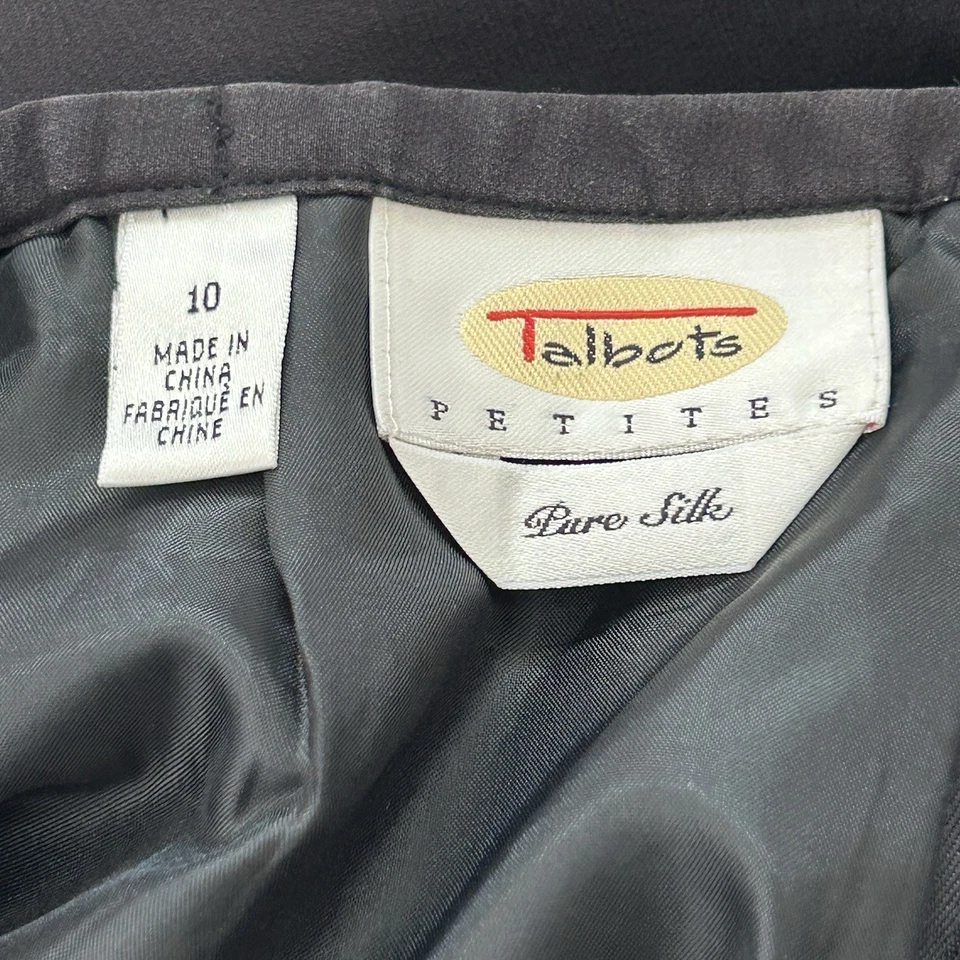 10
MADE IN
CHINA
FABRIQUÉ EN
CHINE
Talbots
PETITES
Pure Silk